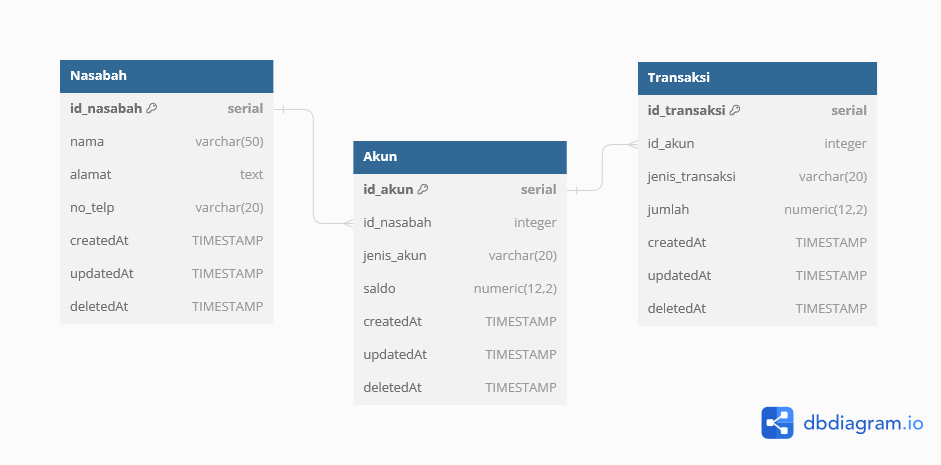 Nasabah
id_nasabah serial
nama varchar(50)
alamat text
no_telp varchar(20)
createdAt TIMESTAMP
updatedAt TIMESTAMP
deletedAt TIMESTAMP
Akun
id_akun serial
id_nasabah integer
jenis_akun varchar(20)
saldo numeric(12,2)
createdAt TIMESTAMP
updatedAt TIMESTAMP
deletedAt TIMESTAMP
Transaksi
id_transaksi serial
id_akun integer
jenis_transaksi varchar(20)
jumlah numeric(12,2)
createdAt TIMESTAMP
updatedAt TIMESTAMP
deletedAt TIMESTAMP
dbdiagram.io